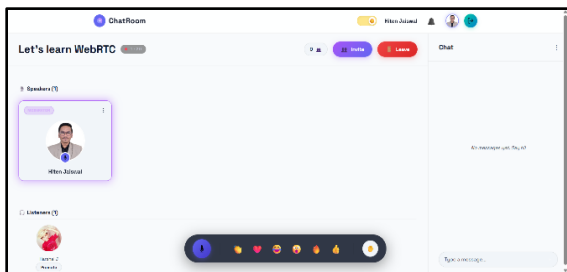 ChatRoom
Hiten Jaiswal
Let's learn WebRTC
Invite
Leave
Chat
Speakers (1)
Hiten Jaiswal
No messages yet. Say hi!
Listeners (1)
Promote
Type a message...